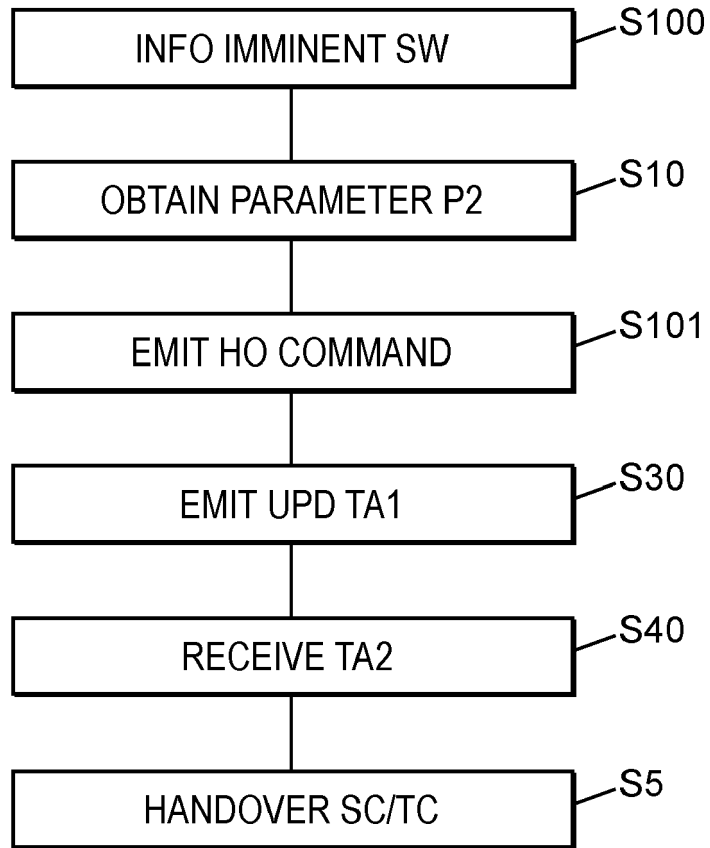 INFO IMMINENT SW
S100
OBTAIN PARAMETER P2
S10
EMIT HO COMMAND
S101
EMIT UPD TA1
S30
RECEIVE TA2
S40
HANDOVER SC/TC
S5